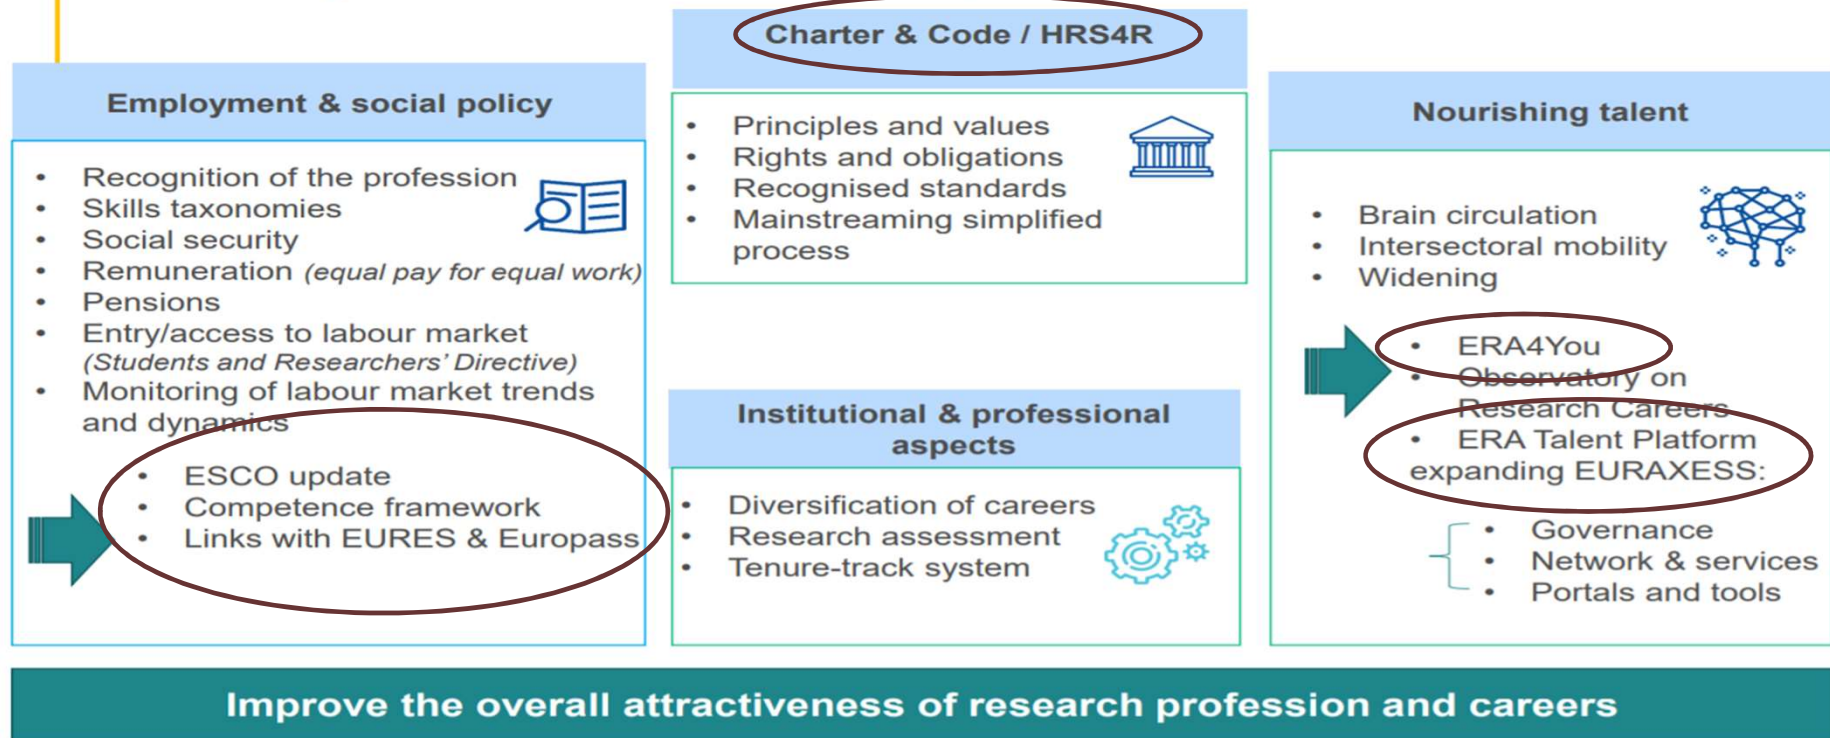 Charter & Code / HRS4R
Employment & social policy
Nourishing talent
• Recognition of the profession
• Skills taxonomies
• Social security
• Remuneration (equal pay for equal work)
• Pensions
• Entry/access to labour market
(Students and Researchers' Directive)
• Monitoring of labour market trends
and dynamics
• ESCO update
• Competence framework
• Links with EURES & Europass
• Principles and values
• Rights and obligations
• Recognised standards
• Mainstreaming simplified
process
Institutional & professional
aspects
• Diversification of careers
• Research assessment
• Tenure-track system
• Brain circulation
• Intersectoral mobility
• Widening
• ERA4You
• Observatory on
Research Careers
• ERA Talent Platform
expanding EURAXESS:
• Governance
• Network & services
• Portals and tools
Improve the overall attractiveness of research profession and careers